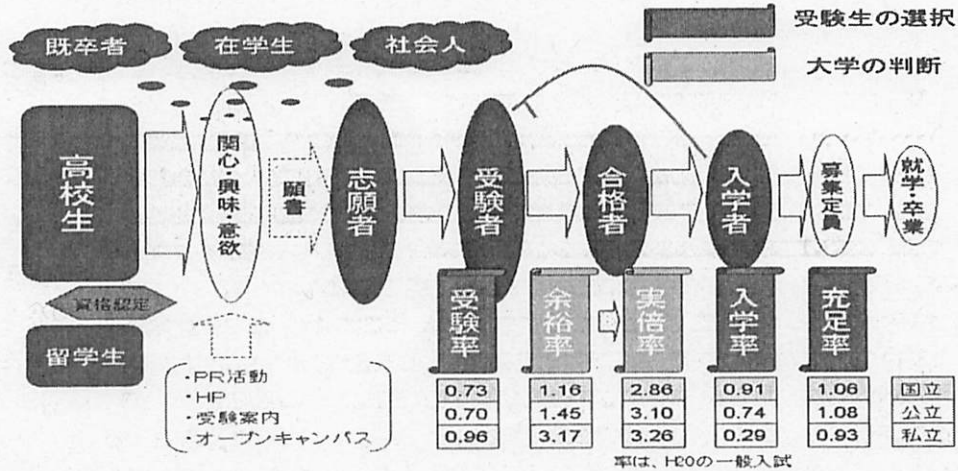 既卒者
在学生
社会人
受験生の選択
大学の判断
高校生
関心・興味・意欲
願書
志願者
受験者
合格者
入学者
募集定員
就学・卒業
資格認定
留学生
・PR活動
・HP
・受験案内
・オープンキャンパス
受験率
余裕率
実倍率
入学率
充足率
0.73 1.16 2.86 0.91 1.06 国立
0.70 1.45 3.10 0.74 1.08 公立
0.96 3.17 3.26 0.29 0.93 私立
率は、H20の一般入試